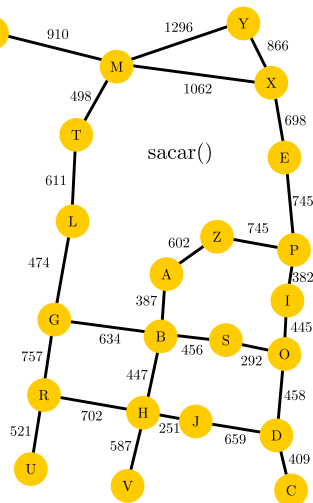 1296
Y
910
866
M
1062
X
498
698
T
sacar()
E
611
745
L
602
Z
745
P
474
A
382
387
I
G
445
634
B
456
S
292
O
757
447
458
R
702
H
251
J
659
D
521
587
409
U
V
C